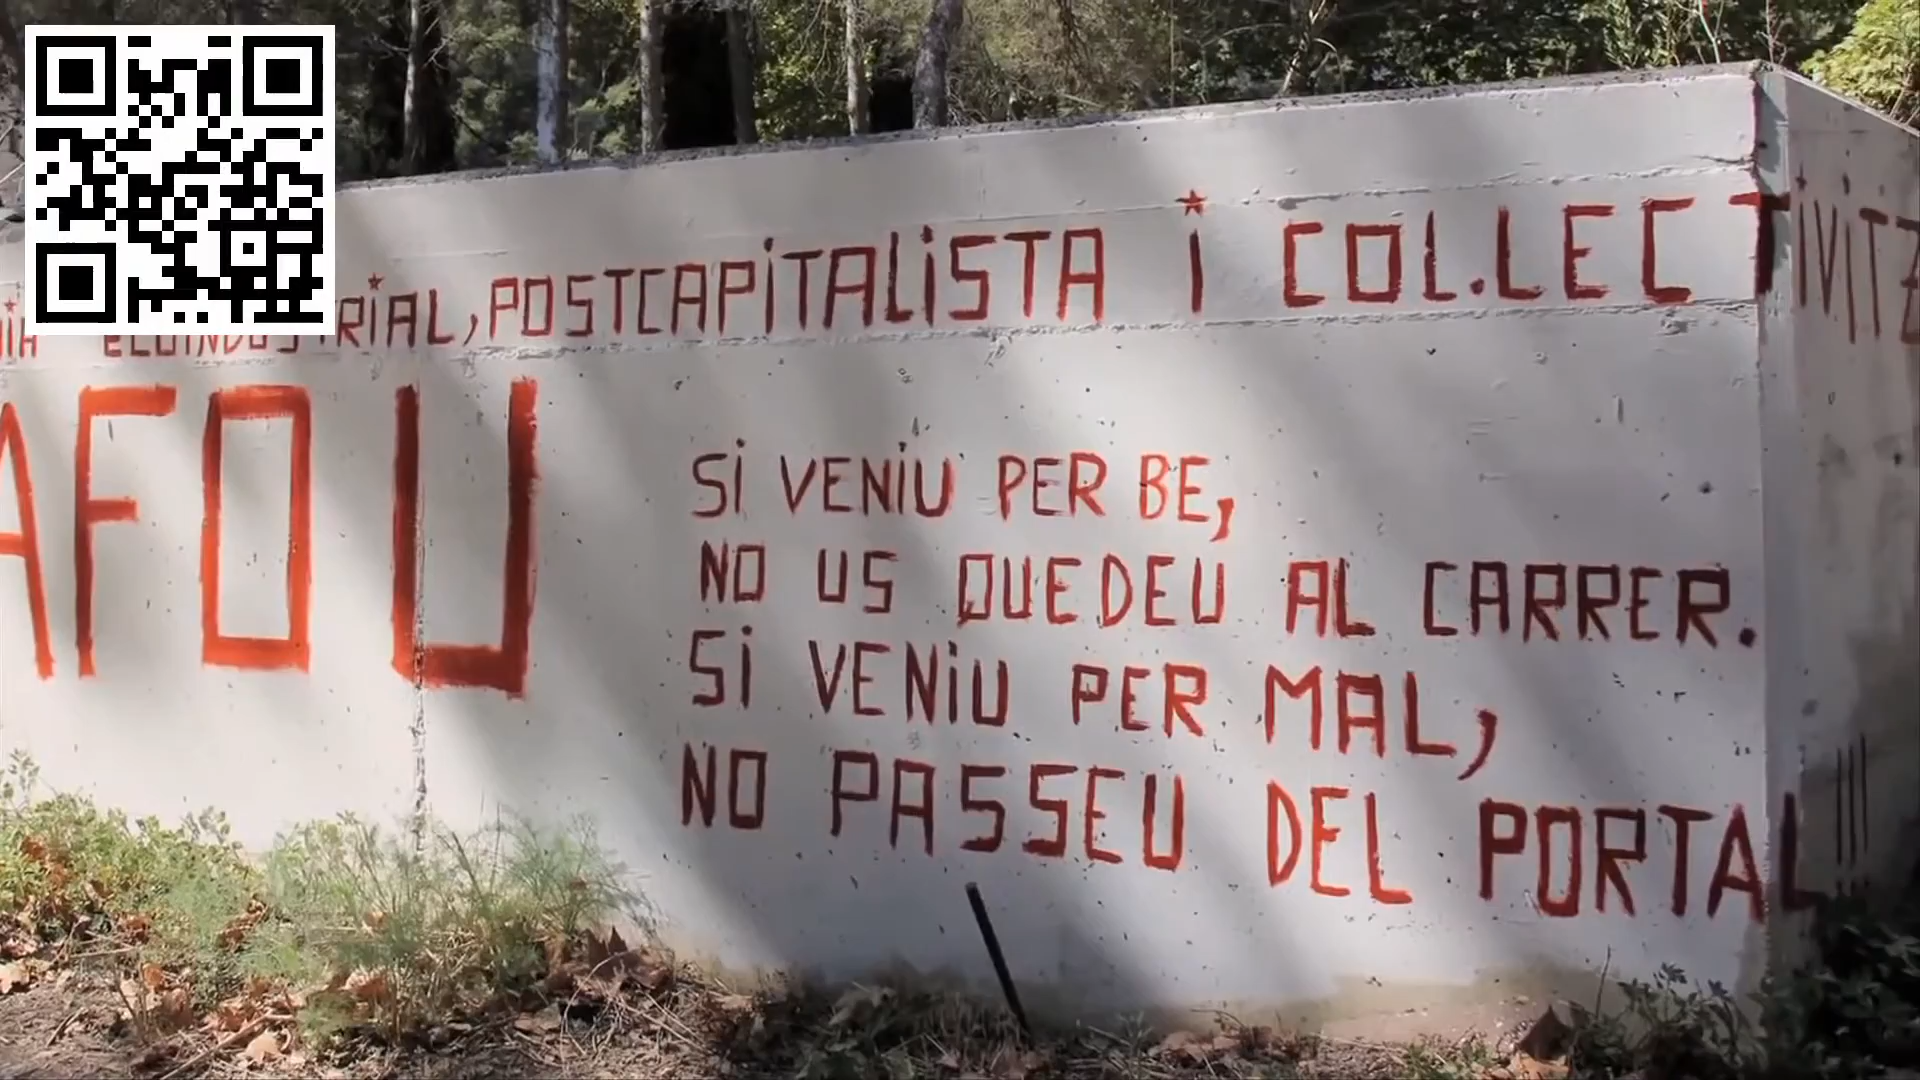 RIAL, POSTCAPITALISTA I COL.LECTIVITZ
AFOU
SI VENIU PER BE,
NO US QUEDEU AL CARRER.
SI VENIU PER MAL,
NO PASSEU DEL PORTAL!!!